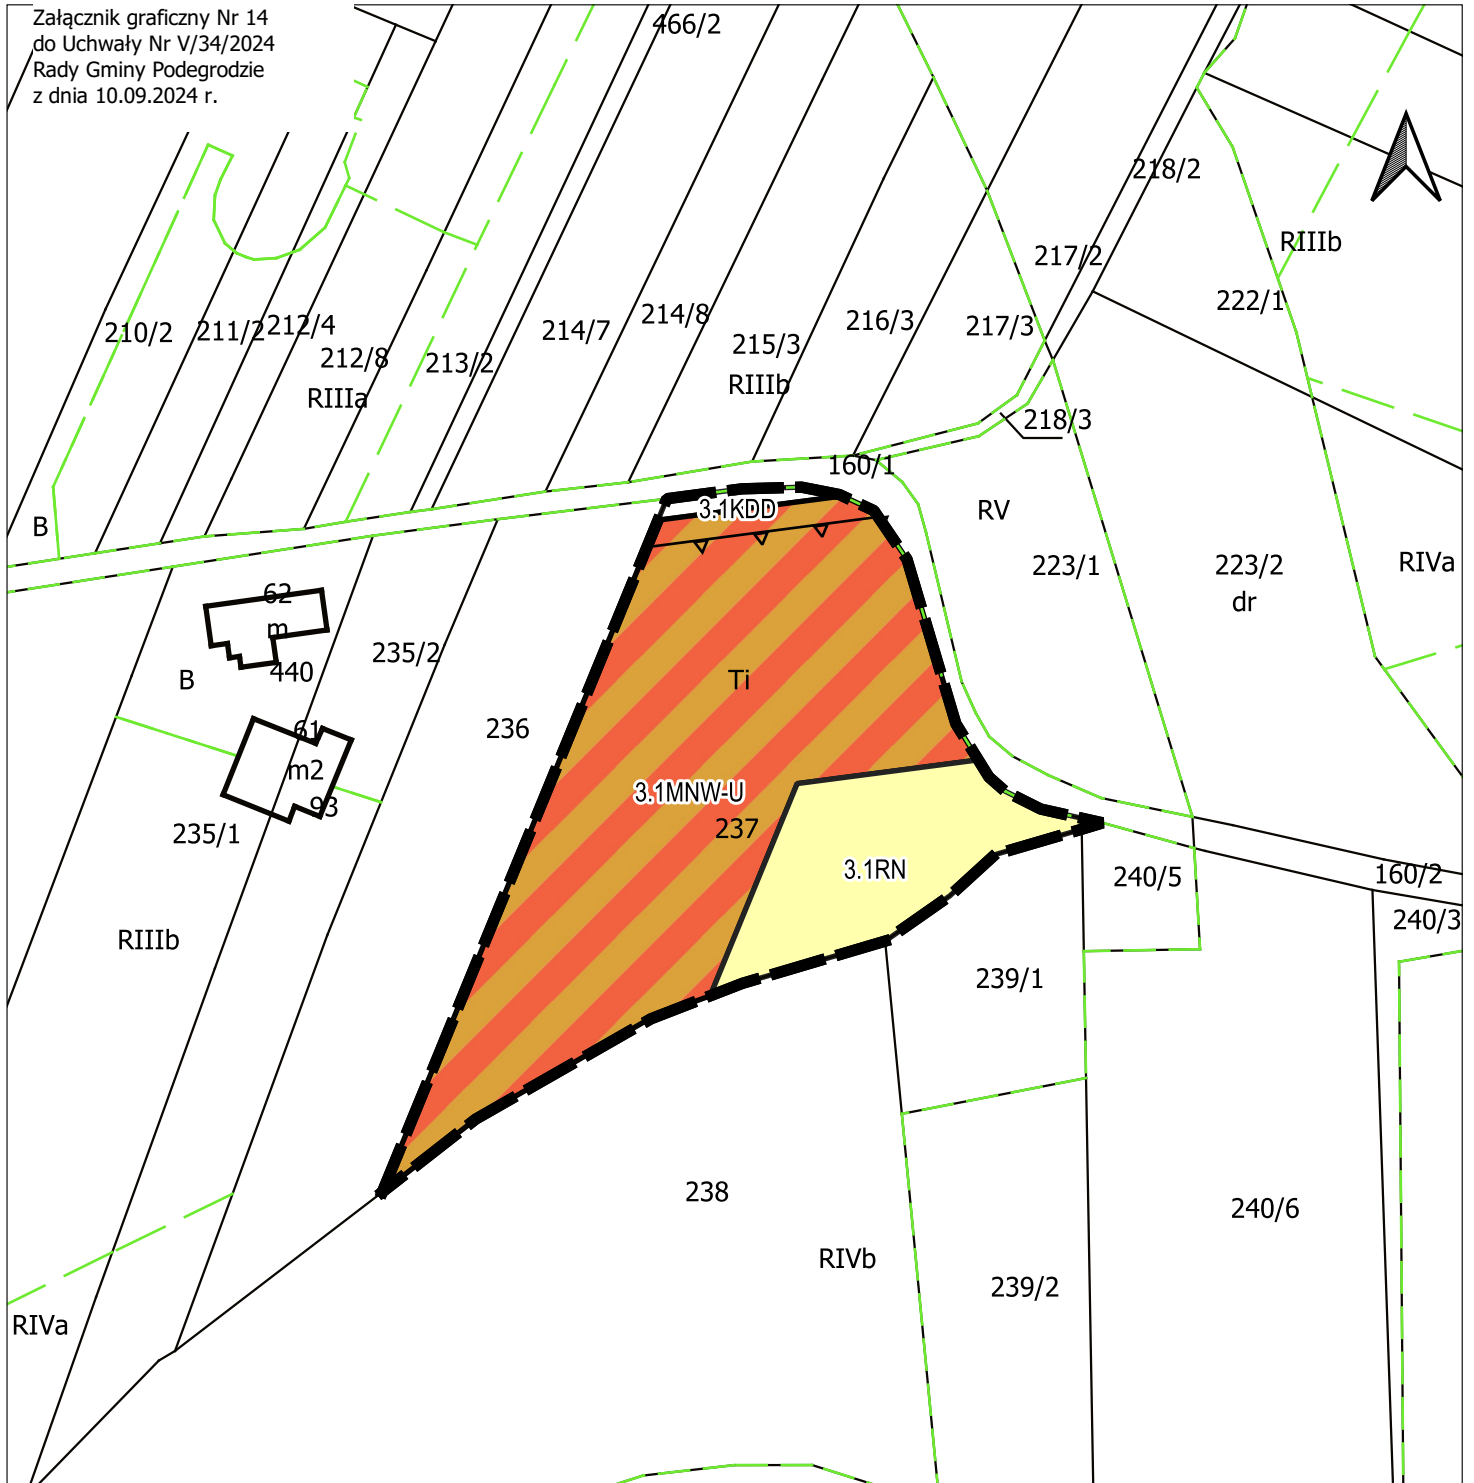 Załącznik graficzny Nr 14
do Uchwały Nr V/34/2024
Rady Gminy Podegrodzie
z dnia 10.09.2024 r.
466/2
218/2
217/2
RIIIb
222/1
210/2
211/2
212/4
212/8
RIIIa
213/2
214/7
214/8
215/3
RIIIb
216/3
217/3
218/3
160/1
3.1KDD
RV
B
223/1
223/2
dr
RIVa
62
m
440
B
235/2
Ti
236
61
m2
93
235/1
3.1MNW-U
237
3.1RN
240/5
160/2
240/3
RIIIb
239/1
238
240/6
RIVb
239/2
RIVa